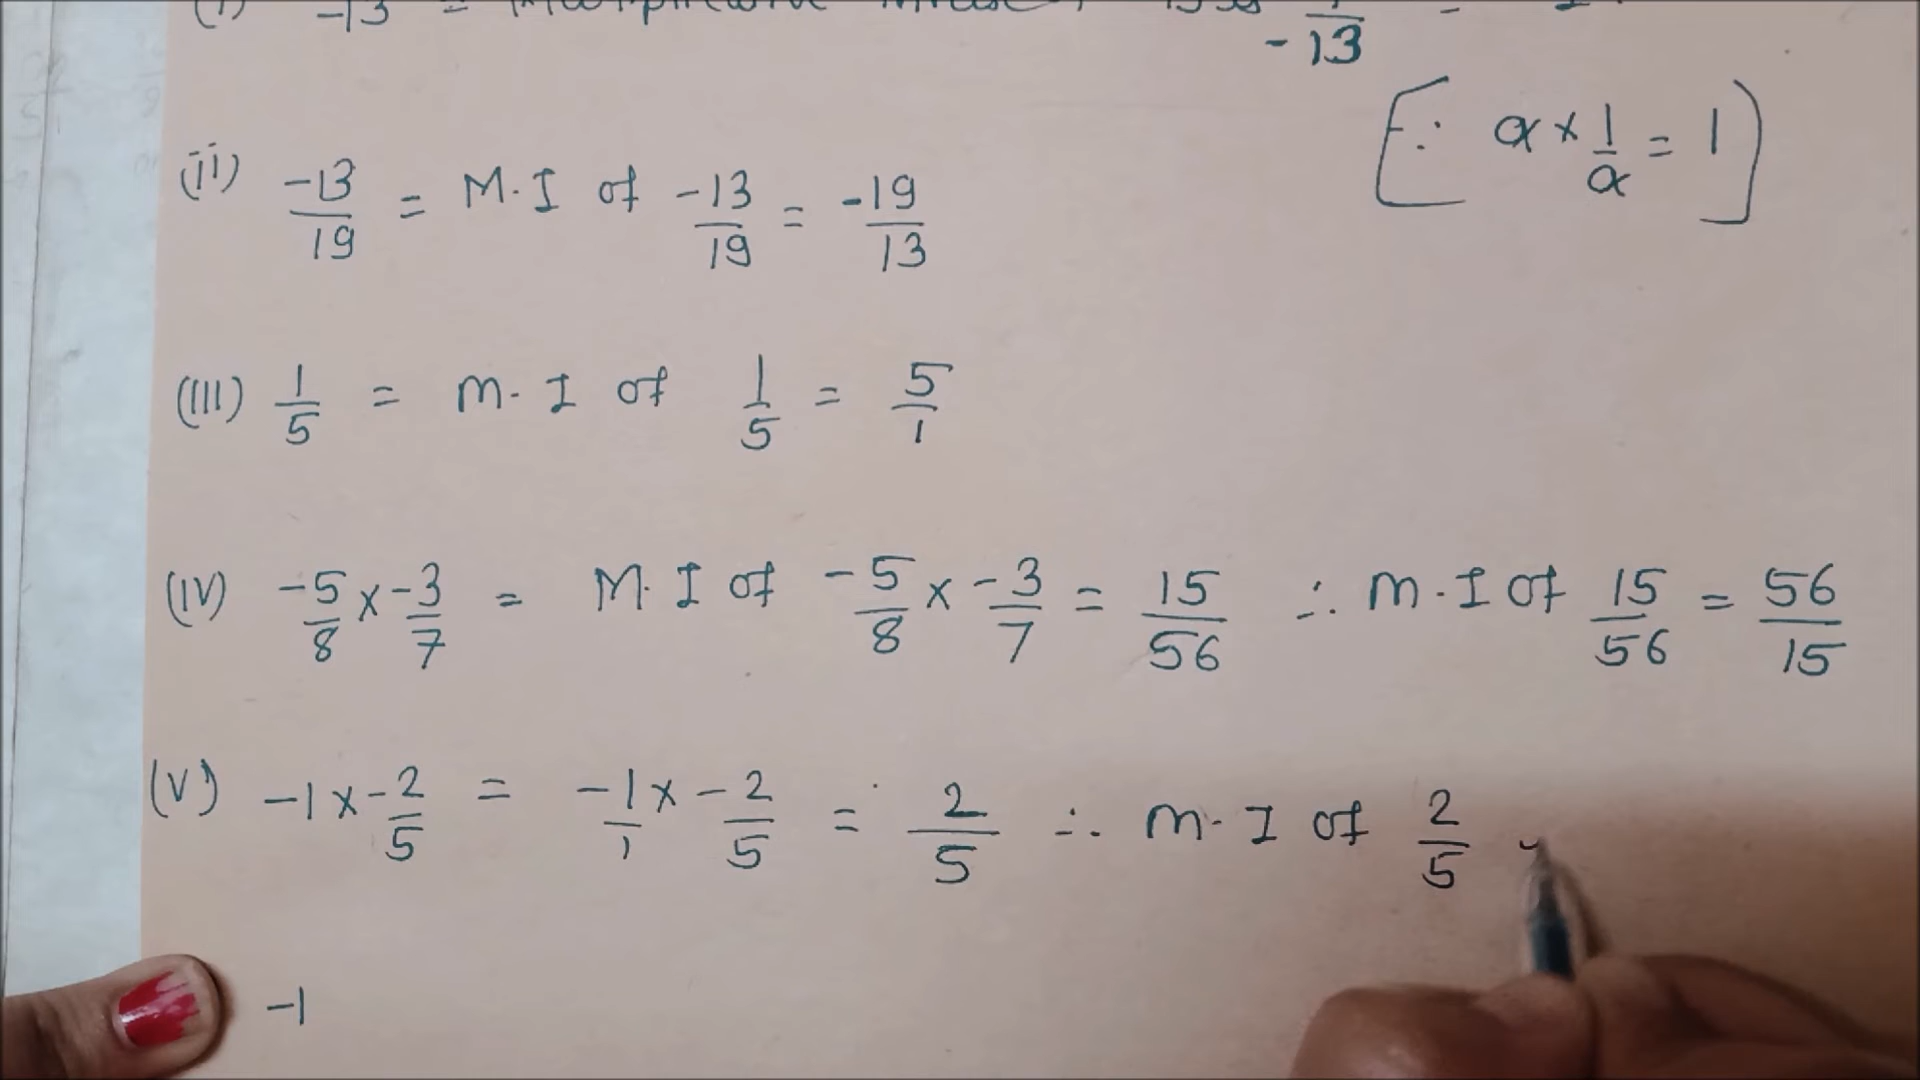 (i) -13 = 1/-13 =
[∵ a × 1/a = 1]
(ii) -13/19 = M.I of -13/19 = -19/13
(III) 1/5 = M.I of 1/5 = 5/1
(IV) -5/8 × -3/7 = M.I of -5/8 × -3/7 = 15/56 ∴ M.I of 15/56 = 56/15
(V) -1 × -2/5 = -1/1 × -2/5 = 2/5 ∴ M.I of 2/5
-1